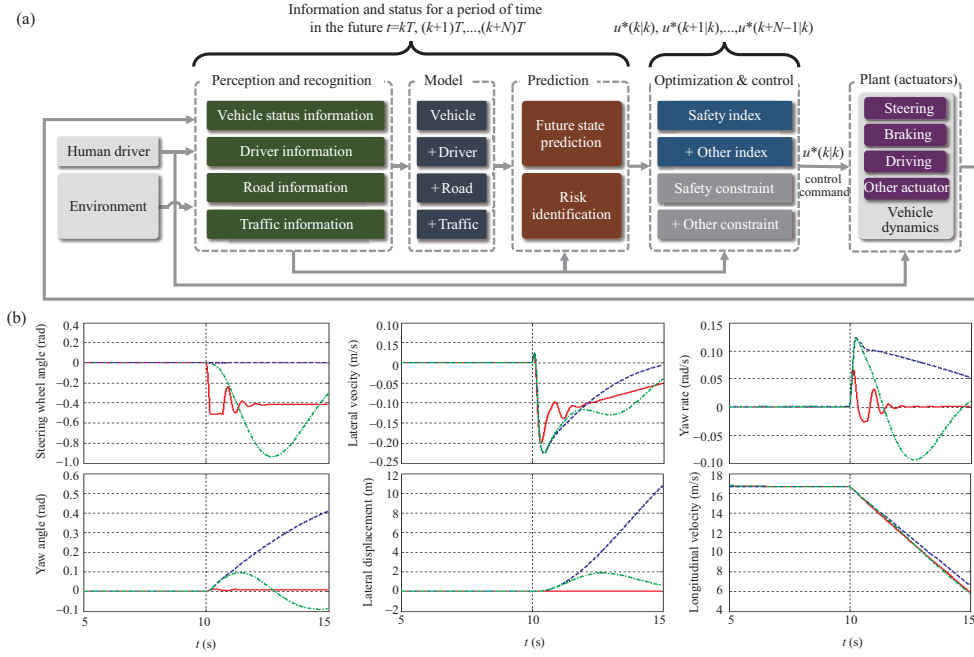 (a)
Information and status for a period of time
in the future t=kT, (k+1)T,...,(k+N)T
u*(k|k), u*(k+1|k),...,u*(k+N−1|k)
Perception and recognition
Model
Prediction
Optimization & control
Plant (actuators)
Human driver
Environment
Vehicle status information
Driver information
Road information
Traffic information
Vehicle
+ Driver
+ Road
+ Traffic
Future state
prediction
Risk
identification
Safety index
+ Other index
Safety constraint
+ Other constraint
u*(k|k)
control
command
Steering
Braking
Driving
Other actuator
Vehicle
dynamics
(b)
Steering wheel angle (rad)
0.4
0.2
0
−0.2
−0.4
−0.6
−0.8
−1.0
Lateral veocity (m/s)
0.10
0.05
0
−0.05
−0.10
−0.15
−0.20
−0.25
Yaw rate (rad/s)
0.15
0.10
0.05
0
−0.05
−0.10
Yaw angle (rad)
0.6
0.5
0.4
0.3
0.2
0.1
0
−0.1
5 10 15
t (s)
Lateral displacement (m)
12
10
8
6
4
2
0
−2
5 10 15
t (s)
Longitudinal velocity (m/s)
18
16
14
12
10
8
6
4
5 10 15
t (s)